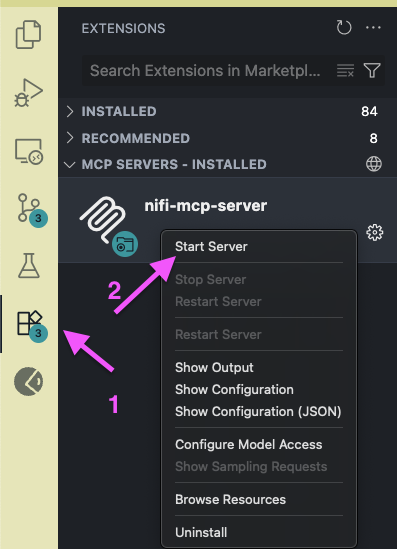 EXTENSIONS
Search Extensions in Marketpl...
INSTALLED 84
RECOMMENDED 8
MCP SERVERS - INSTALLED
nifi-mcp-server
Start Server
2
Stop Server
3
Restart Server
Restart Server
3
Show Output
1
Show Configuration
Show Configuration (JSON)
Configure Model Access
Show Sampling Requests
Browse Resources
Uninstall